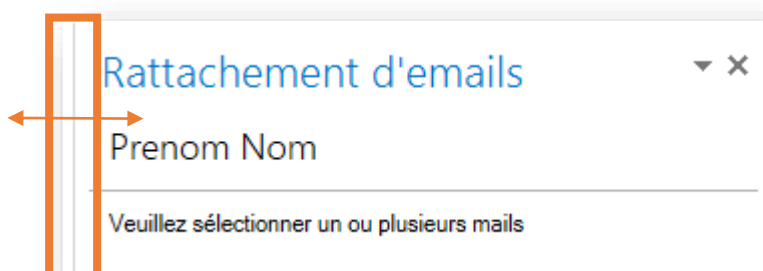 Rattachement d'emails
Prenom Nom
Veuillez sélectionner un ou plusieurs mails